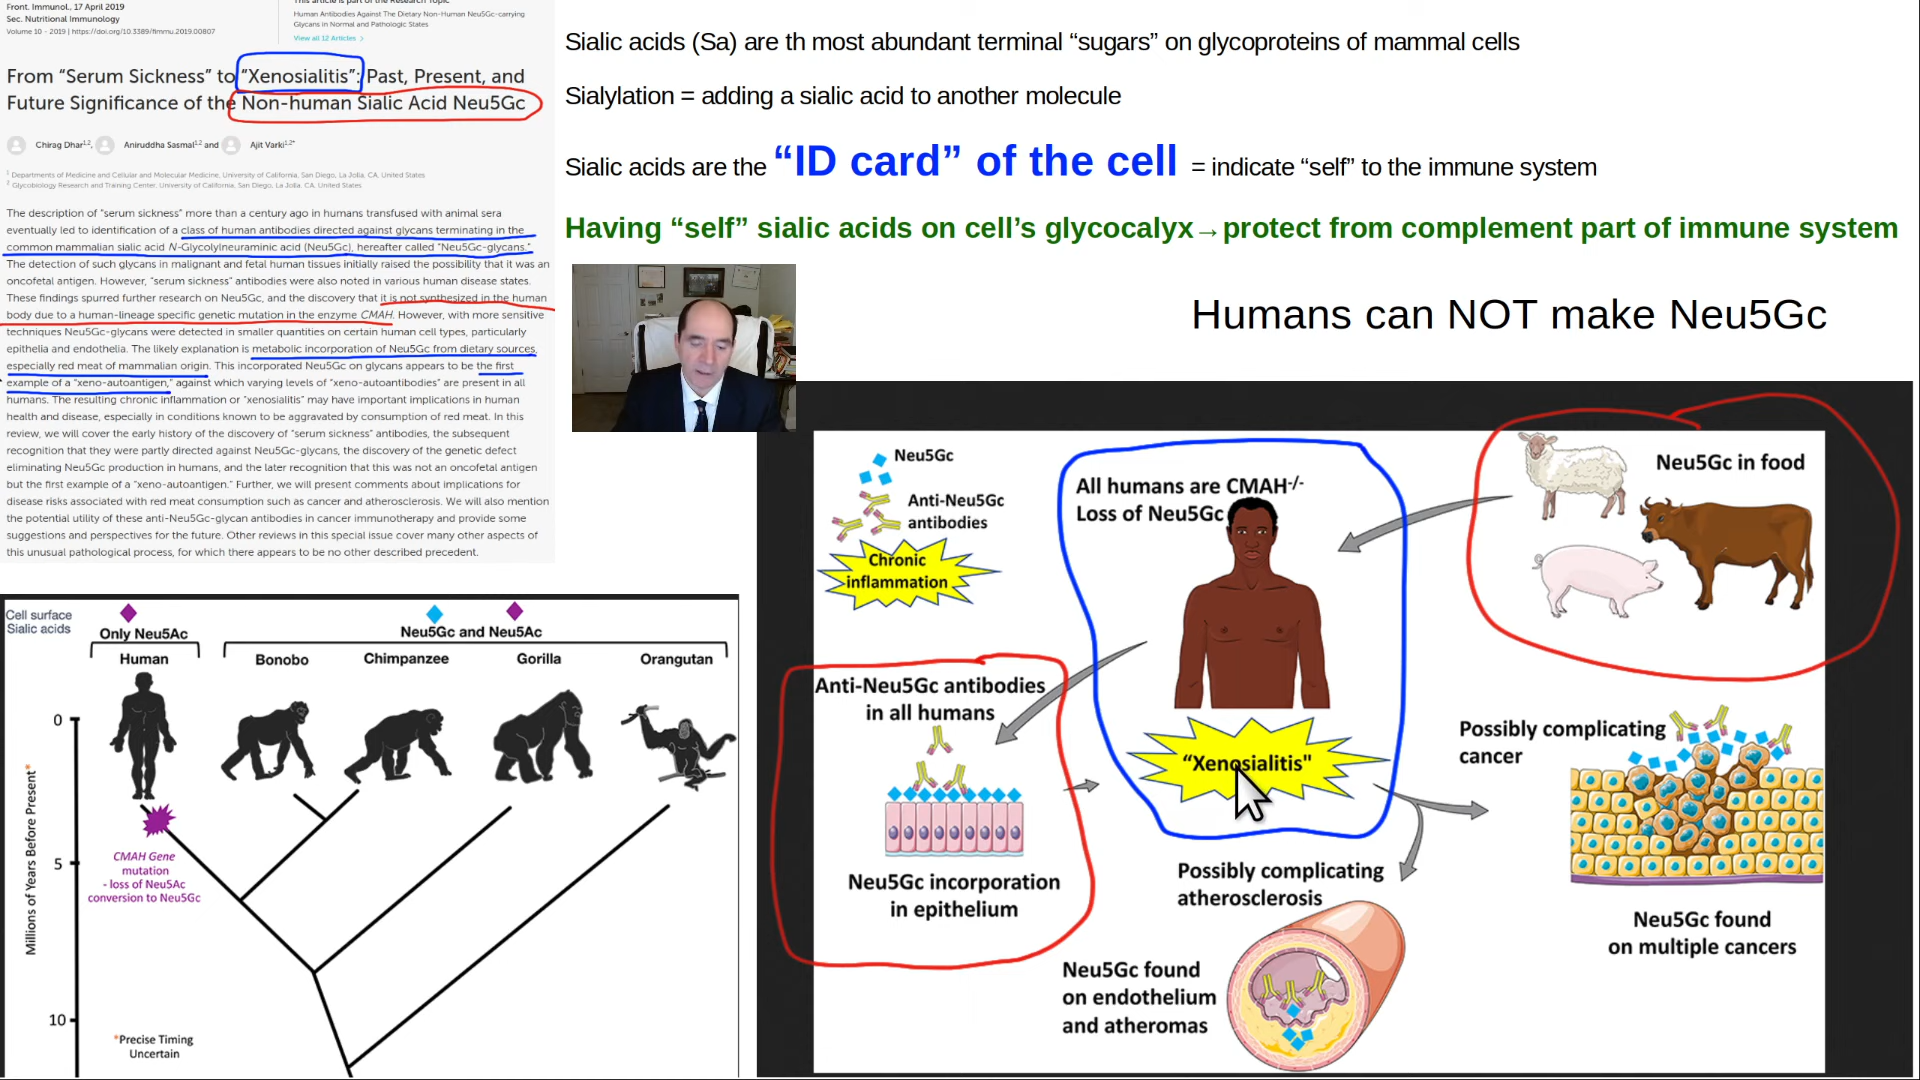 Front. Immunol., 17 April 2019
Sec. Nutritional Immunology
Volume 10 - 2019 | https://doi.org/10.3389/fimmu.2019.00807
This article is part of the Research Topic
Human Antibodies Against The Dietary Non-Human Neu5Gc-carrying
Glycans in Normal and Pathologic States
View all 12 Articles >
From “Serum Sickness” to “Xenosialitis”: Past, Present, and
Future Significance of the Non-human Sialic Acid Neu5Gc
Chirag Dhar1,2, Aniruddha Sasmal1,2 and Ajit Varki1,2*
1 Departments of Medicine and Cellular and Molecular Medicine, University of California, San Diego, La Jolla, CA, United States
2 Glycobiology Research and Training Center, University of California, San Diego, La Jolla, CA, United States
The description of “serum sickness” more than a century ago in humans transfused with animal sera
eventually led to identification of a class of human antibodies directed against glycans terminating in the
common mammalian sialic acid N-Glycolylneuraminic acid (Neu5Gc), hereafter called “Neu5Gc-glycans.”
The detection of such glycans in malignant and fetal human tissues initially raised the possibility that it was an
oncofetal antigen. However, “serum sickness” antibodies were also noted in various human disease states.
These findings spurred further research on Neu5Gc, and the discovery that it is not synthesized in the human
body due to a human-lineage specific genetic mutation in the enzyme CMAH. However, with more sensitive
techniques Neu5Gc-glycans were detected in smaller quantities on certain human cell types, particularly
epithelia and endothelia. The likely explanation is metabolic incorporation of Neu5Gc from dietary sources,
especially red meat of mammalian origin. This incorporated Neu5Gc on glycans appears to be the first
example of a “xeno-autoantigen,” against which varying levels of “xeno-autoantibodies” are present in all
humans. The resulting chronic inflammation or “xenosialitis” may have important implications in human
health and disease, especially in conditions known to be aggravated by consumption of red meat. In this
review, we will cover the early history of the discovery of “serum sickness” antibodies, the subsequent
recognition that they were partly directed against Neu5Gc-glycans, the discovery of the genetic defect
eliminating Neu5Gc production in humans, and the later recognition that this was not an oncofetal antigen
but the first example of a “xeno-autoantigen.” Further, we will present comments about implications for
disease risks associated with red meat consumption such as cancer and atherosclerosis. We will also mention
the potential utility of these anti-Neu5Gc-glycan antibodies in cancer immunotherapy and provide some
suggestions and perspectives for the future. Other reviews in this special issue cover many other aspects of
this unusual pathological process, for which there appears to be no other described precedent.
Sialic acids (Sa) are th most abundant terminal “sugars” on glycoproteins of mammal cells
Sialylation = adding a sialic acid to another molecule
Sialic acids are the “ID card” of the cell = indicate “self” to the immune system
Having “self” sialic acids on cell’s glycocalyx→protect from complement part of immune system
Humans can NOT make Neu5Gc
Cell surface
Sialic acids
Only Neu5Ac
Neu5Gc and Neu5Ac
Human
Bonobo
Chimpanzee
Gorilla
Orangutan
Millions of Years Before Present*
0
5
10
CMAH Gene
mutation
- loss of Neu5Ac
conversion to Neu5Gc
*Precise Timing
Uncertain
Neu5Gc
Anti-Neu5Gc
antibodies
Chronic
inflammation
All humans are CMAH-/-
Loss of Neu5Gc
Neu5Gc in food
Anti-Neu5Gc antibodies
in all humans
Neu5Gc incorporation
in epithelium
“Xenosialitis"
Possibly complicating
cancer
Neu5Gc found
on multiple cancers
Possibly complicating
atherosclerosis
Neu5Gc found
on endothelium
and atheromas